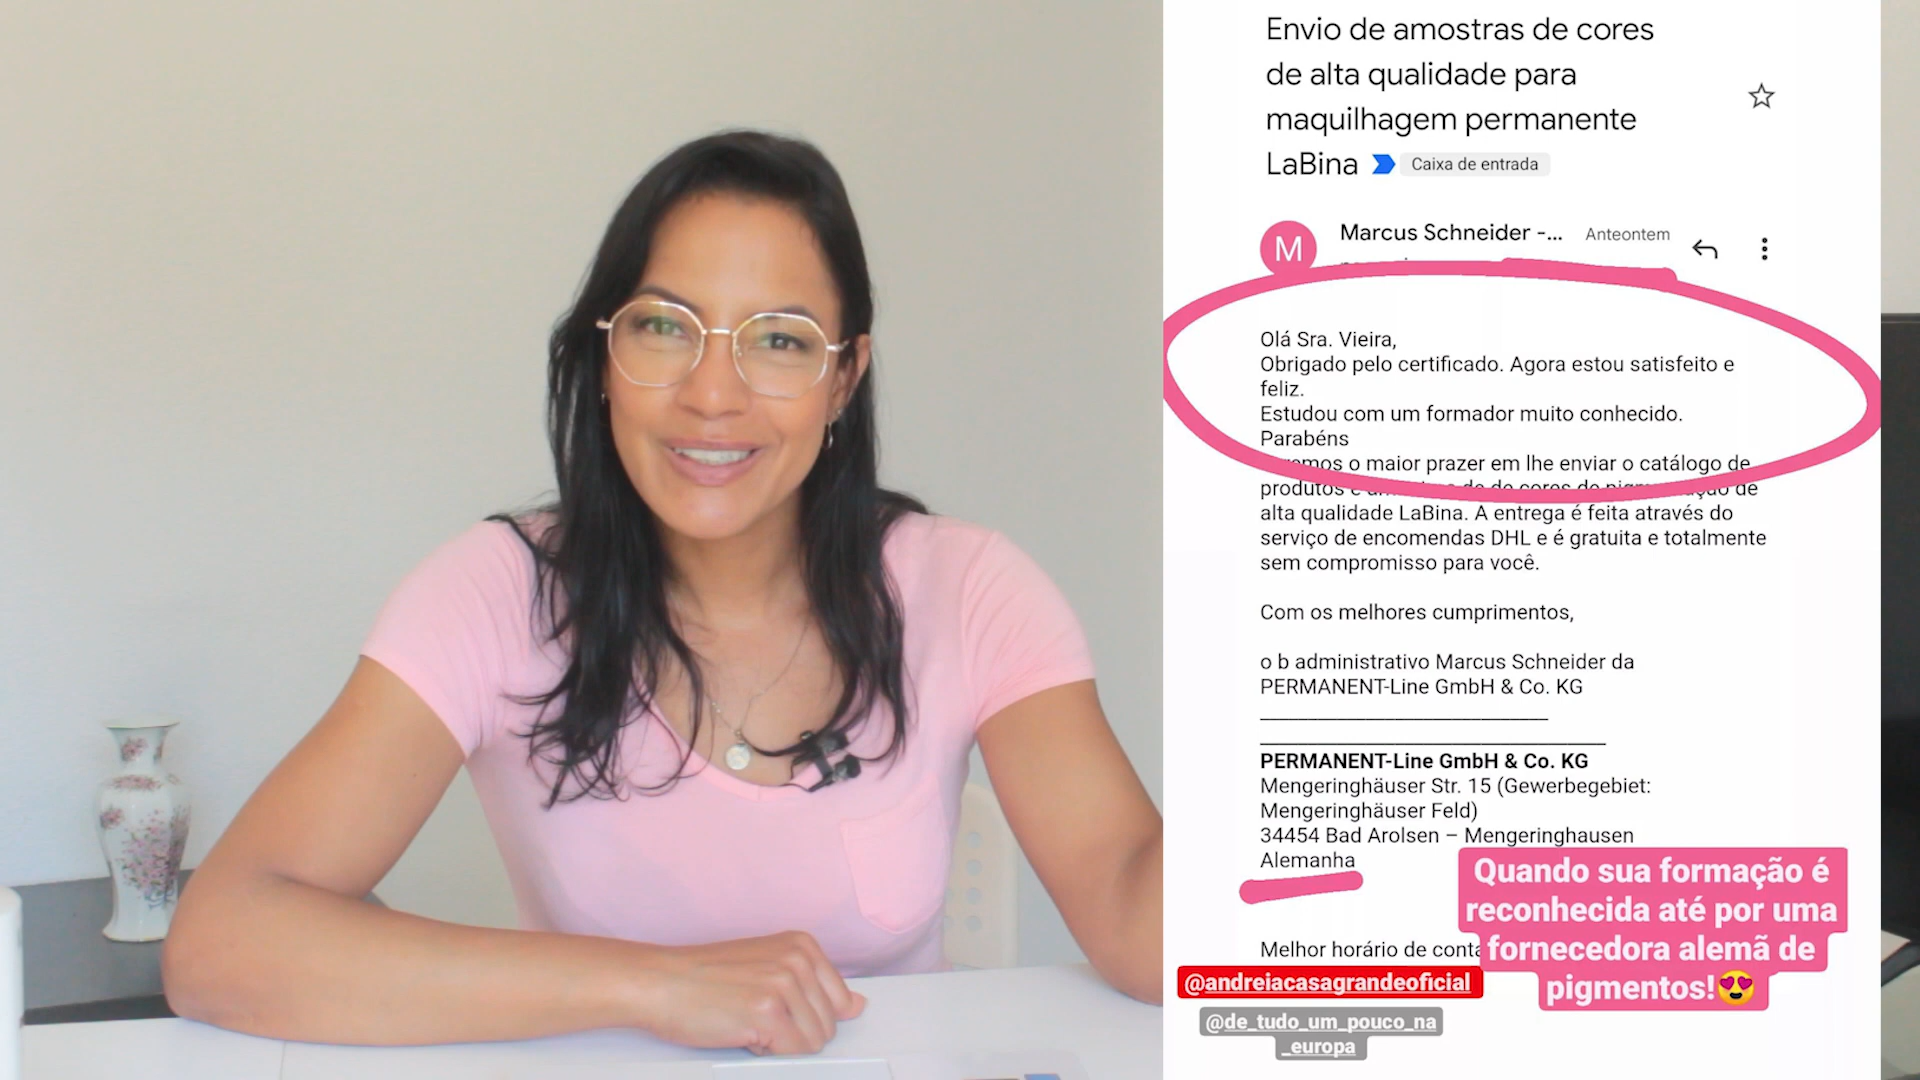 Envio de amostras de cores
de alta qualidade para
maquilhagem permanente
LaBina Caixa de entrada
M
Marcus Schneider -... Anteontem
Olá Sra. Vieira,
Obrigado pelo certificado. Agora estou satisfeito e
feliz.
Estudou com um formador muito conhecido.
Parabéns
o maior prazer em lhe enviar o catálogo de
produtos e de cores de de
alta qualidade LaBina. A entrega é feita através do
serviço de encomendas DHL e é gratuita e totalmente
sem compromisso para você.
Com os melhores cumprimentos,
o b administrativo Marcus Schneider da
PERMANENT-Line GmbH & Co. KG
PERMANENT-Line GmbH & Co. KG
Mengeringhäuser Str. 15 (Gewerbegebiet:
Mengeringhäuser Feld)
34454 Bad Arolsen – Mengeringhausen
Alemanha
Quando sua formação é
reconhecida até por uma
fornecedora alemã de
pigmentos!😍
Melhor horário de
@andreiacasagrandeoficial
@de_tudo_um_pouco_na
_europa